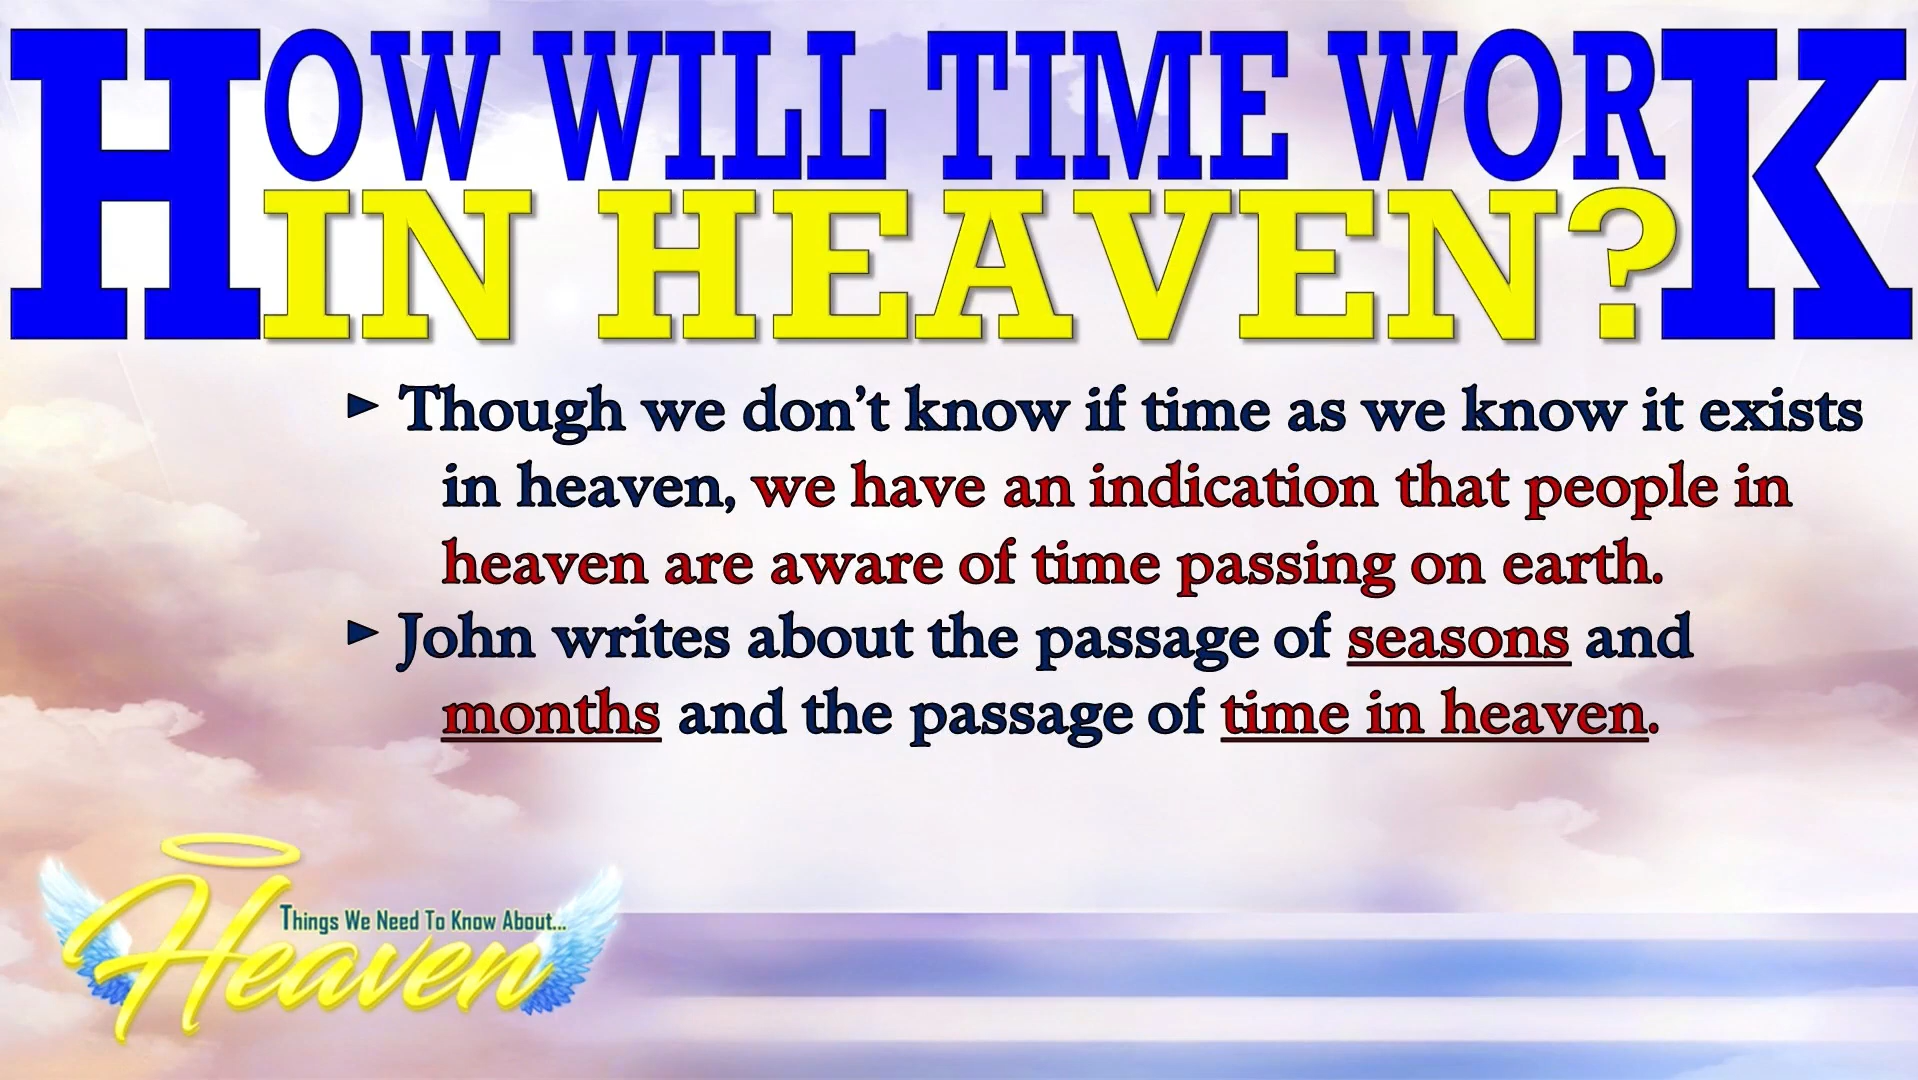 HOW WILL TIME WORK
IN HEAVEN?
► Though we don’t know if time as we know it exists
in heaven, we have an indication that people in
heaven are aware of time passing on earth.
► John writes about the passage of seasons and
months and the passage of time in heaven.
Things We Need To Know About...
Heaven